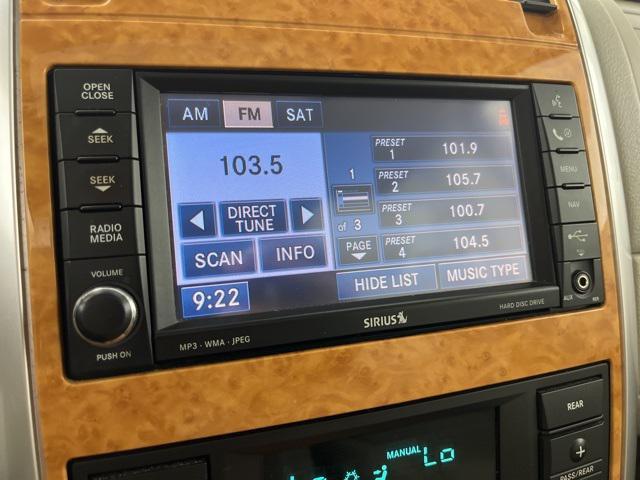 OPEN
CLOSE
SEEK
SEEK
RADIO
MEDIA
VOLUME
PUSH ON
AM FM SAT
103.5
DIRECT
TUNE
SCAN INFO
9:22
1
of 3
PAGE
PRESET
1 101.9
PRESET
2 105.7
PRESET
3 100.7
PRESET
4 104.5
HIDE LIST MUSIC TYPE
MENU
NAV
AUX
MP3 · WMA · JPEG
SIRIUS
HARD DISC DRIVE
MANUAL Lo
REAR
+
PASS/REAR